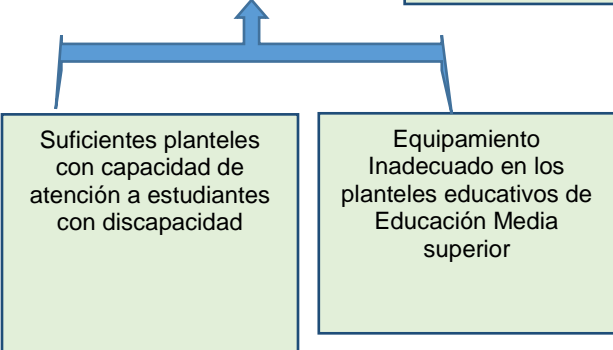 Suficientes planteles
con capacidad de
atención a estudiantes
con discapacidad
Equipamiento
Inadecuado en los
planteles educativos de
Educación Media
superior